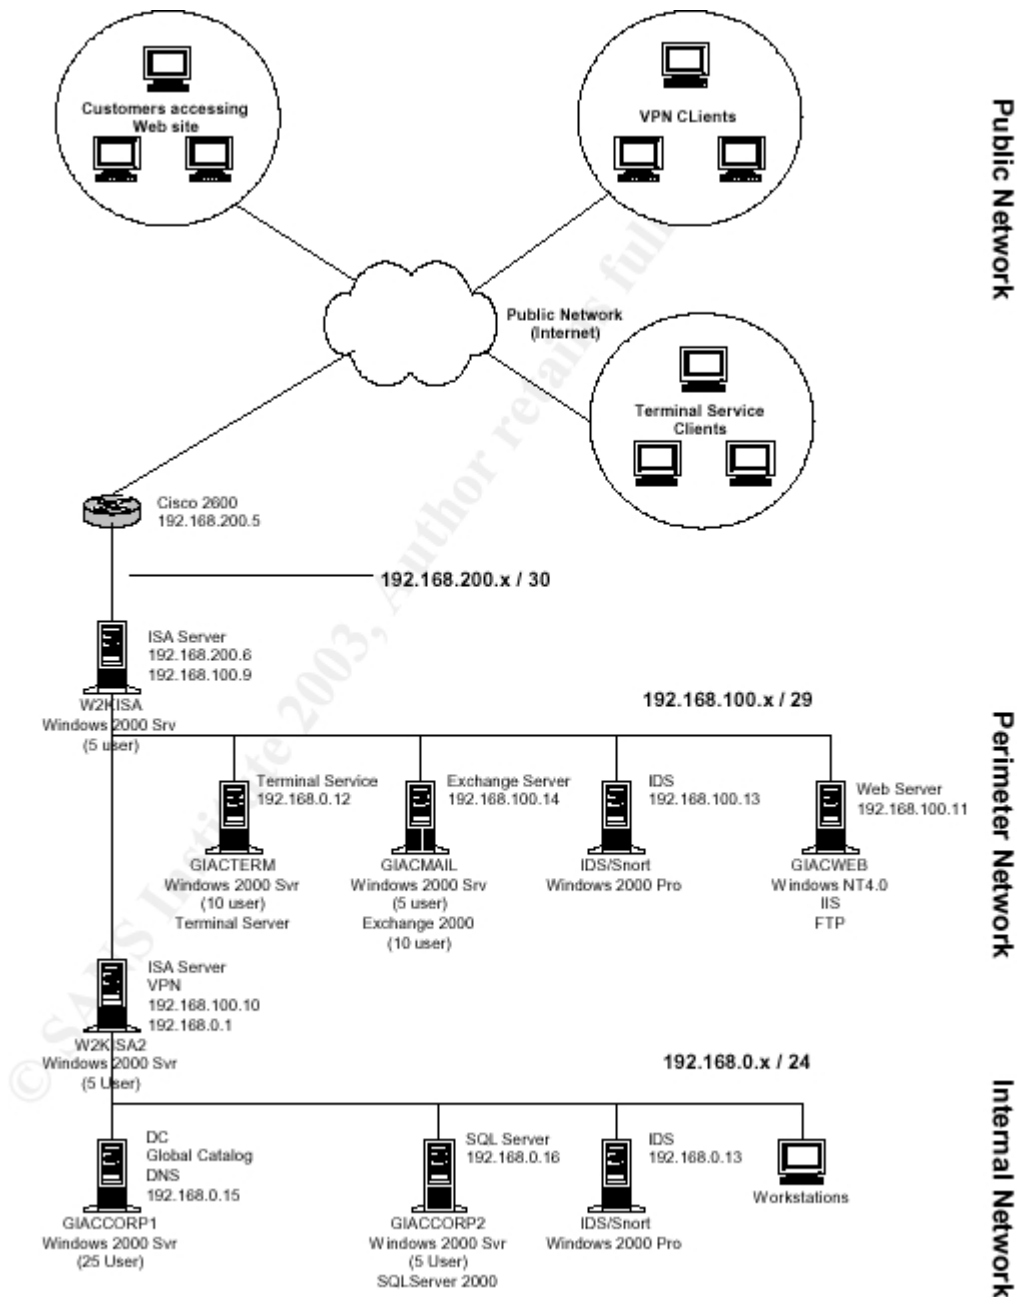 Customers accessing
Web site
VPN CLients
Public Network
Public Network
(Internet)
Terminal Service
Clients
Cisco 2600
192.168.200.5
192.168.200.x / 30
ISA Server
192.168.200.6
192.168.100.9
W2KISA
Windows 2000 Srv
(5 user)
192.168.100.x / 29
Perimeter Network
Terminal Service
192.168.0.12
GIACTERM
Windows 2000 Svr
(10 user)
Terminal Server
Exchange Server
192.168.100.14
GIACMAIL
Windows 2000 Srv
(5 user)
Exchange 2000
(10 user)
IDS
192.168.100.13
IDS/Snort
Windows 2000 Pro
Web Server
192.168.100.11
GIACWEB
Windows NT4.0
IIS
FTP
ISA Server
VPN
192.168.100.10
192.168.0.1
W2KISA2
Windows 2000 Svr
(5 User)
192.168.0.x / 24
Internal Network
DC
Global Catalog
DNS
192.168.0.15
GIACCORP1
Windows 2000 Svr
(25 User)
SQL Server
192.168.0.16
GIACCORP2
Windows 2000 Svr
(5 User)
SQLServer 2000
IDS
192.168.0.13
IDS/Snort
Windows 2000 Pro
Workstations
© SANS Institute 2003, Author retains full